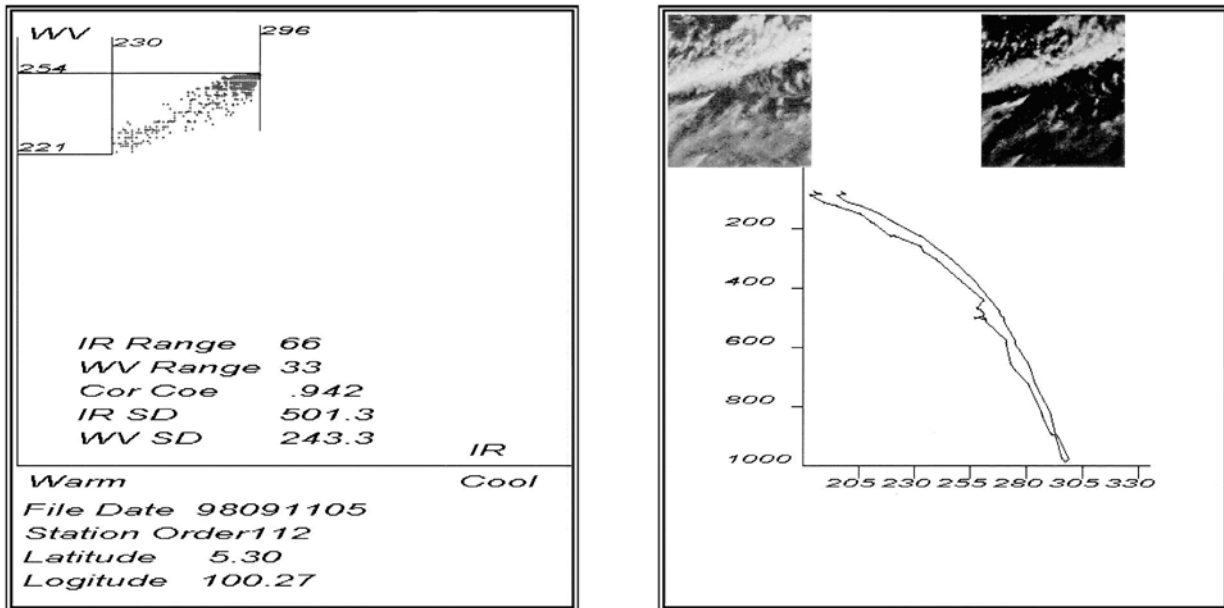 WV
230
296
254
221
IR Range 66
WV Range 33
Cor Coe .942
IR SD 501.3
WV SD 243.3
IR
Warm Cool
File Date 98091105
Station Order112
Latitude 5.30
Logitude 100.27
200
400
600
800
1000
205 230 255 280 305 330